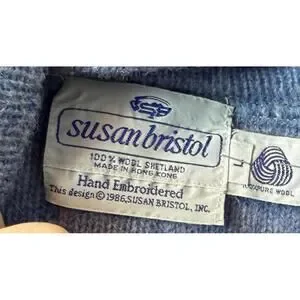 susan bristol
100% WOOL SHETLAND
MADE IN HONG KONG
Hand Embroidered
This design © 1986, SUSAN BRISTOL, INC.
PURE WOOL